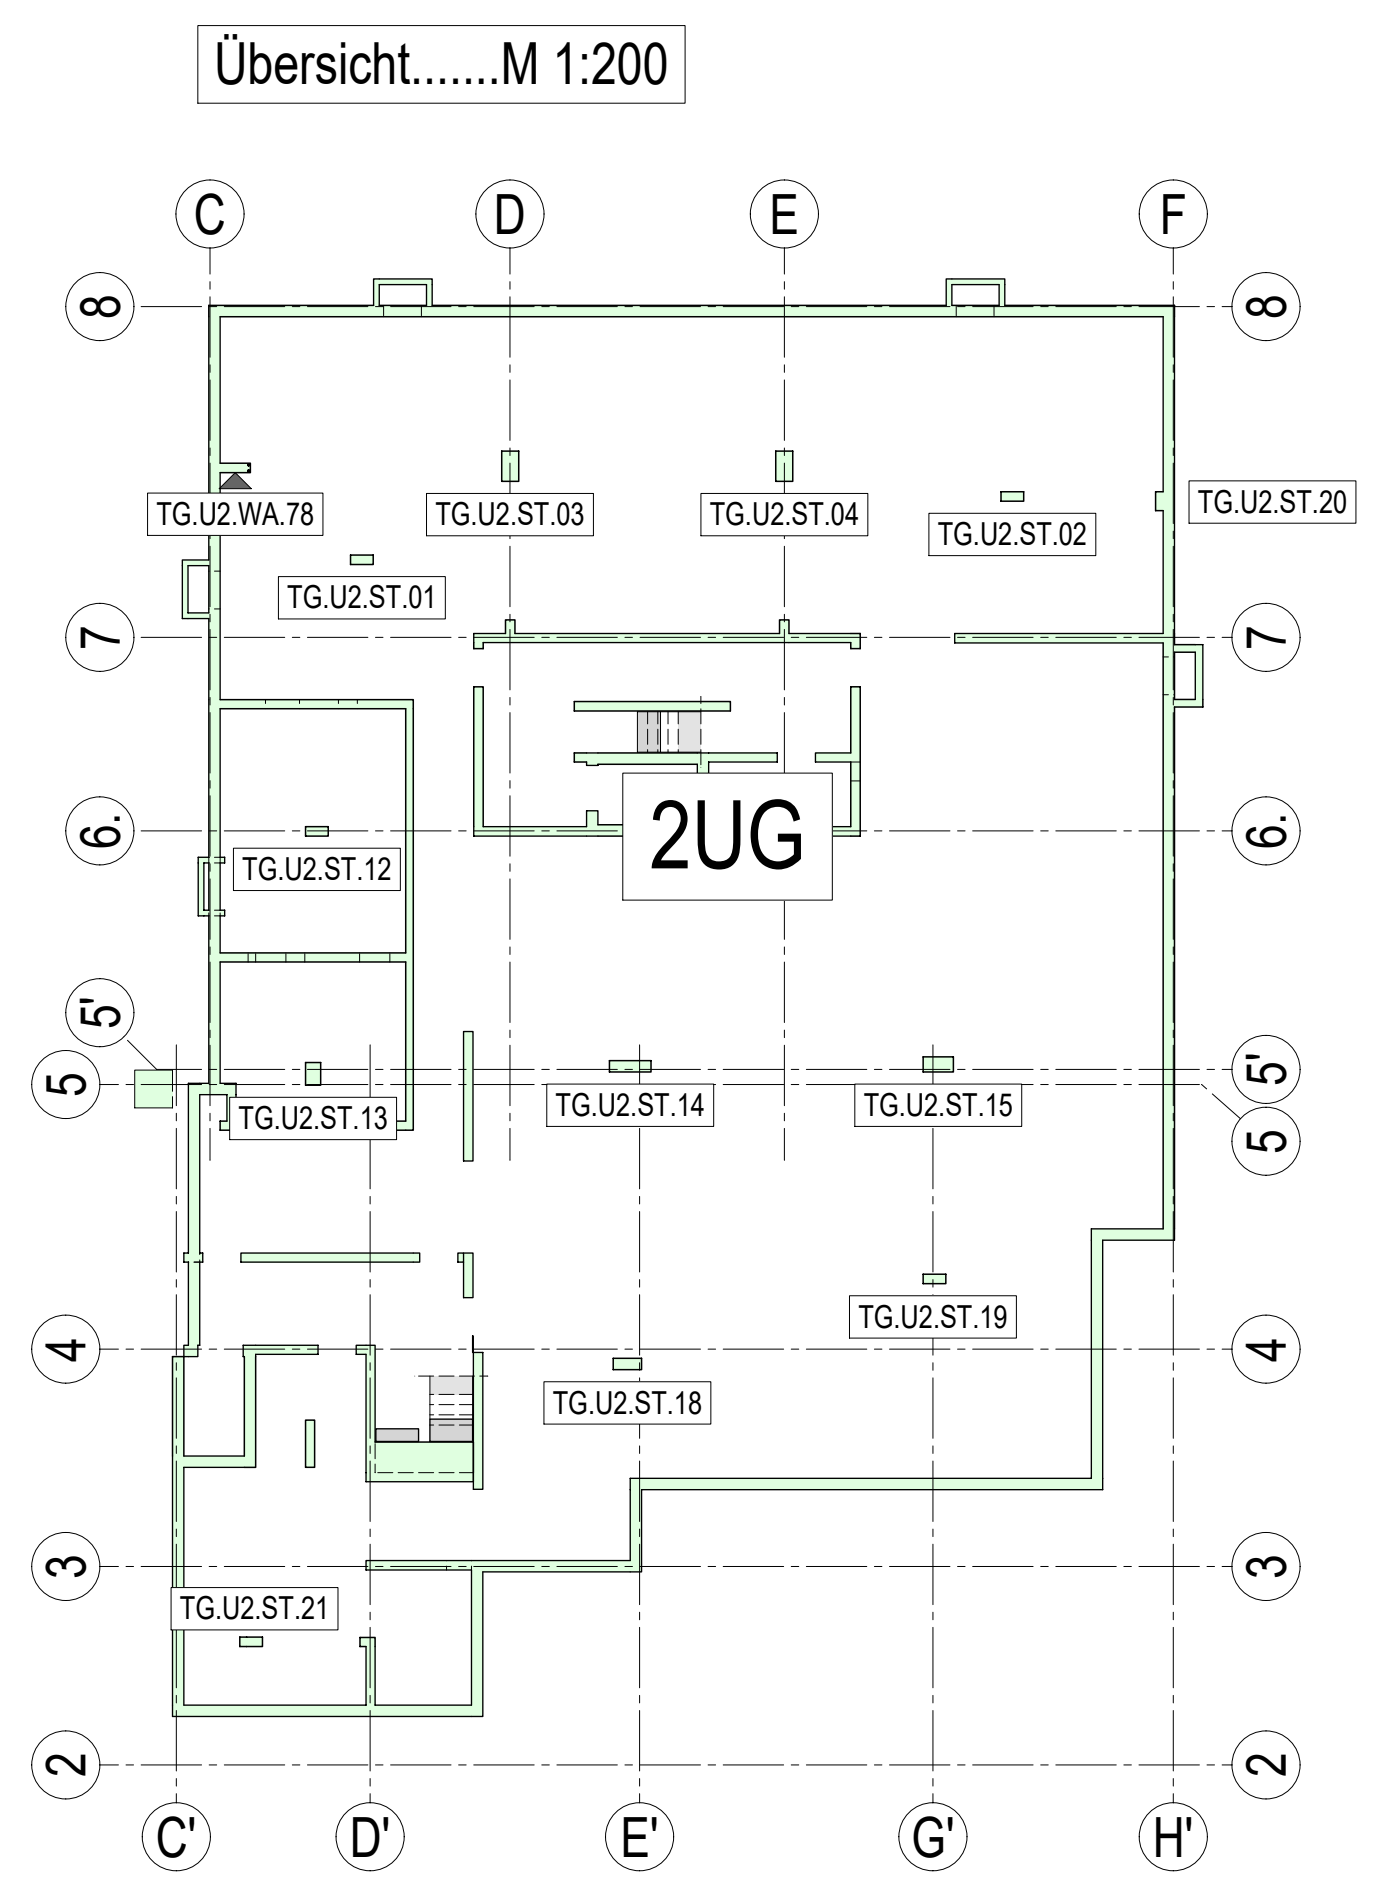 Übersicht.......M 1:200
C D E F
8 8
TG.U2.WA.78 TG.U2.ST.03 TG.U2.ST.04 TG.U2.ST.02 TG.U2.ST.20
TG.U2.ST.01
7 7
2UG
6. 6.
TG.U2.ST.12
5' 5'
5 5
TG.U2.ST.13 TG.U2.ST.14 TG.U2.ST.15
TG.U2.ST.19
4 4
TG.U2.ST.18
3 3
TG.U2.ST.21
2 2
C' D' E' G' H'